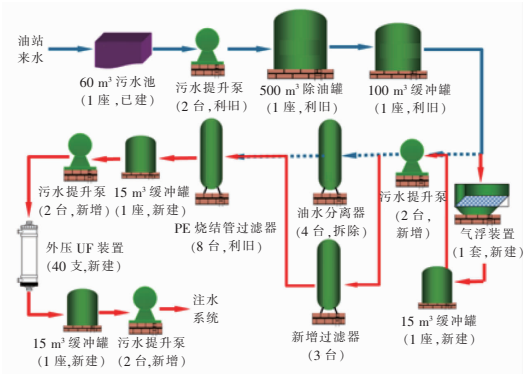 油站
来水
60 m³ 污水池
(1 座,已建)
污水提升泵
(2 台,利旧)
500 m³ 除油罐
(1 座,利旧)
100 m³ 缓冲罐
(1 座,利旧)
污水提升泵
(2 台,新增)
15 m³ 缓冲罐
(1 座,新建)
PE 烧结管过滤器
(8 台,利旧)
油水分离器
(4 台,拆除)
污水提升泵
(2 台,
新增)
气浮装置
(1 套,新建)
外压 UF 装置
(40 支,新建)
15 m³ 缓冲罐
(1 座,新建)
污水提升泵
(2 台,新增)
注水
系统
新增过滤器
(3 台)
15 m³ 缓冲罐
(1 座,新建)